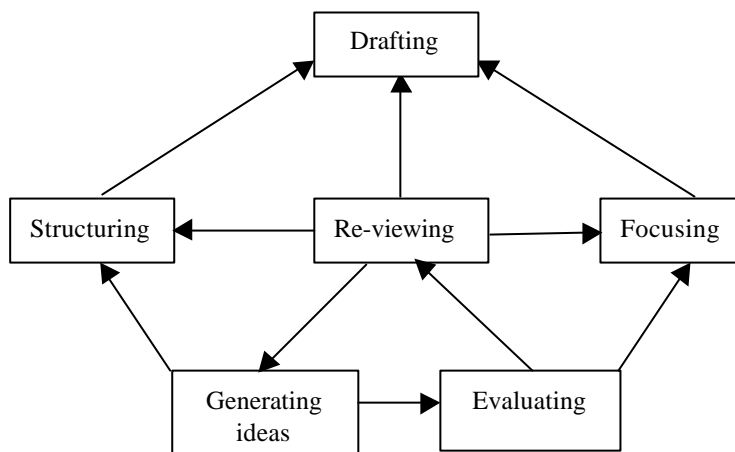 Drafting
Structuring
Re-viewing
Focusing
Generating
ideas
Evaluating